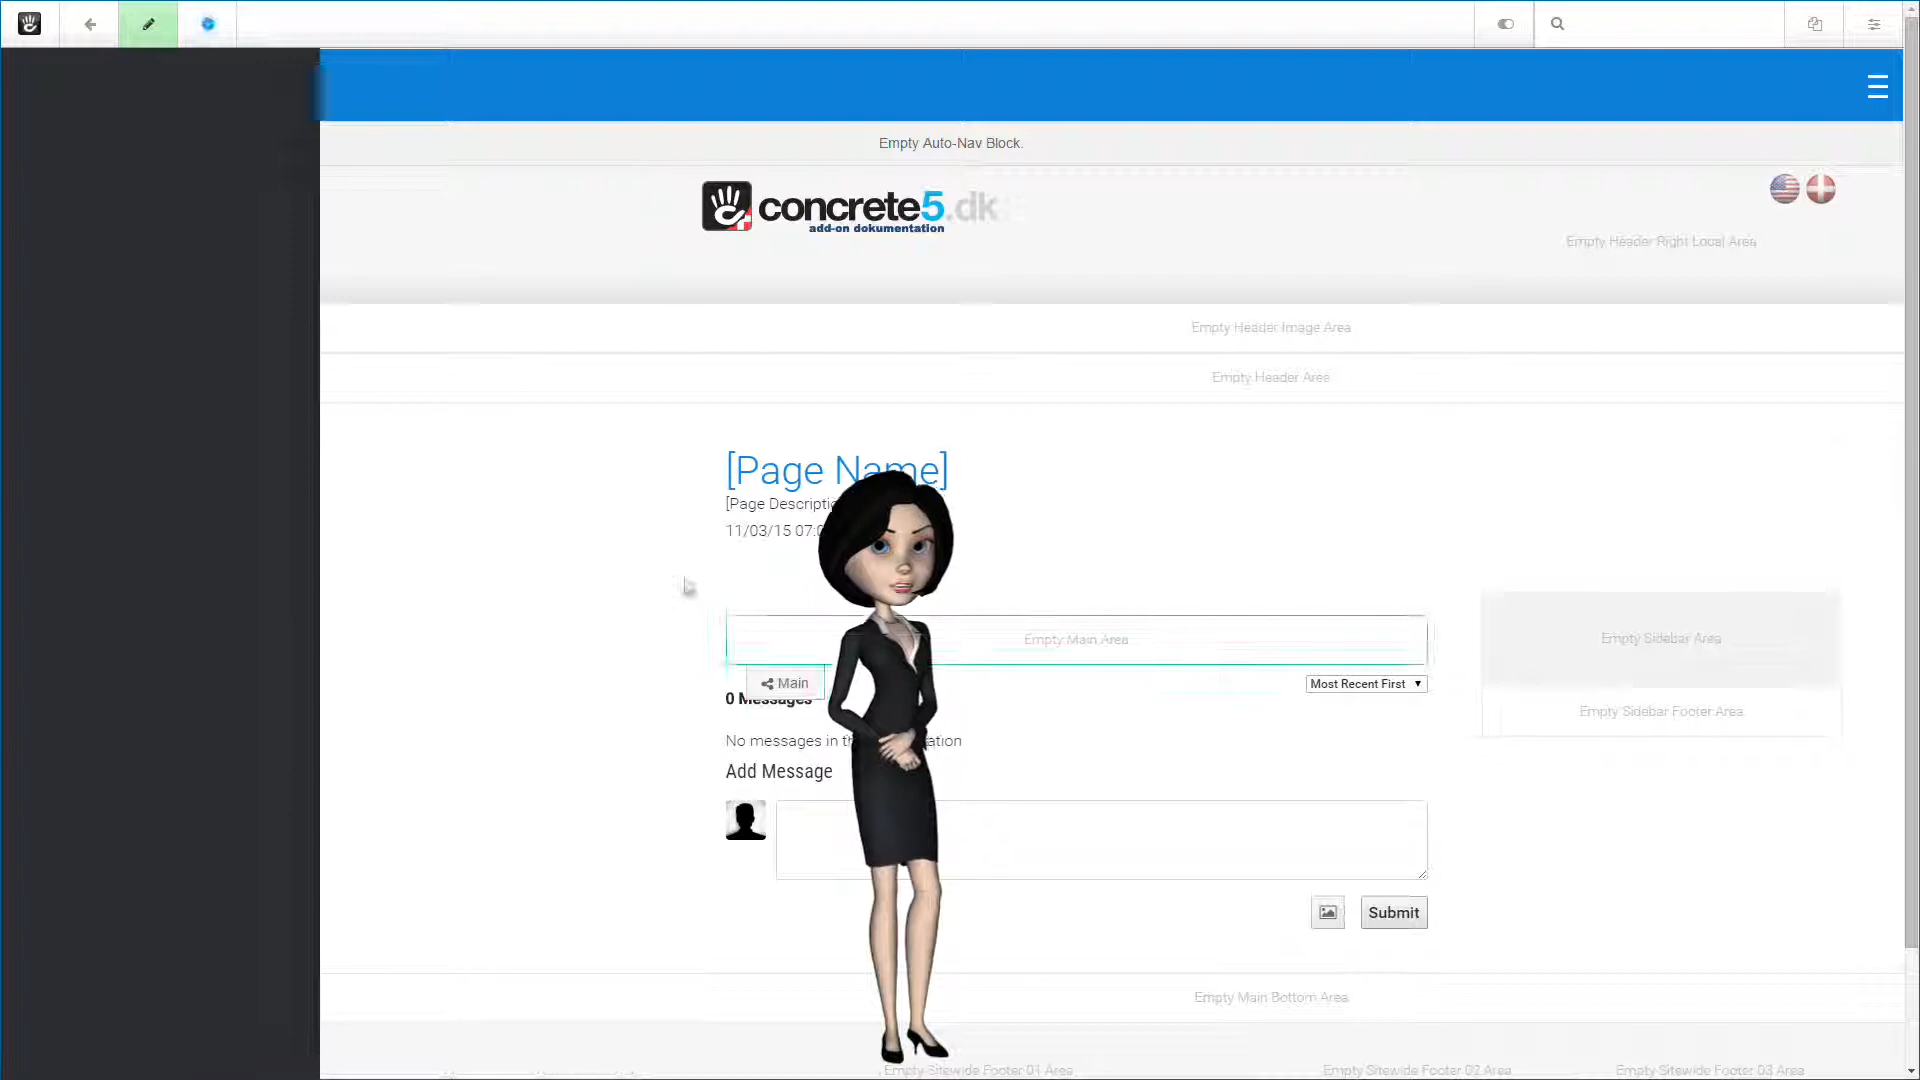 Empty Auto-Nav Block.
concrete5.dk
add-on dokumentation
Empty Header Right Local Area
Empty Header Image Area
Empty Header Area
[Page Name]
[Page Descripti
11/03/15 07:
Empty Main Area
Empty Sidebar Area
Main
Most Recent First
0 Messages
Empty Sidebar Footer Area
No messages in th ation
Add Message
Submit
Empty Main Bottom Area
Empty Sitewide Footer 01 Area
Empty Sitewide Footer 02 Area
Empty Sitewide Footer 03 Area